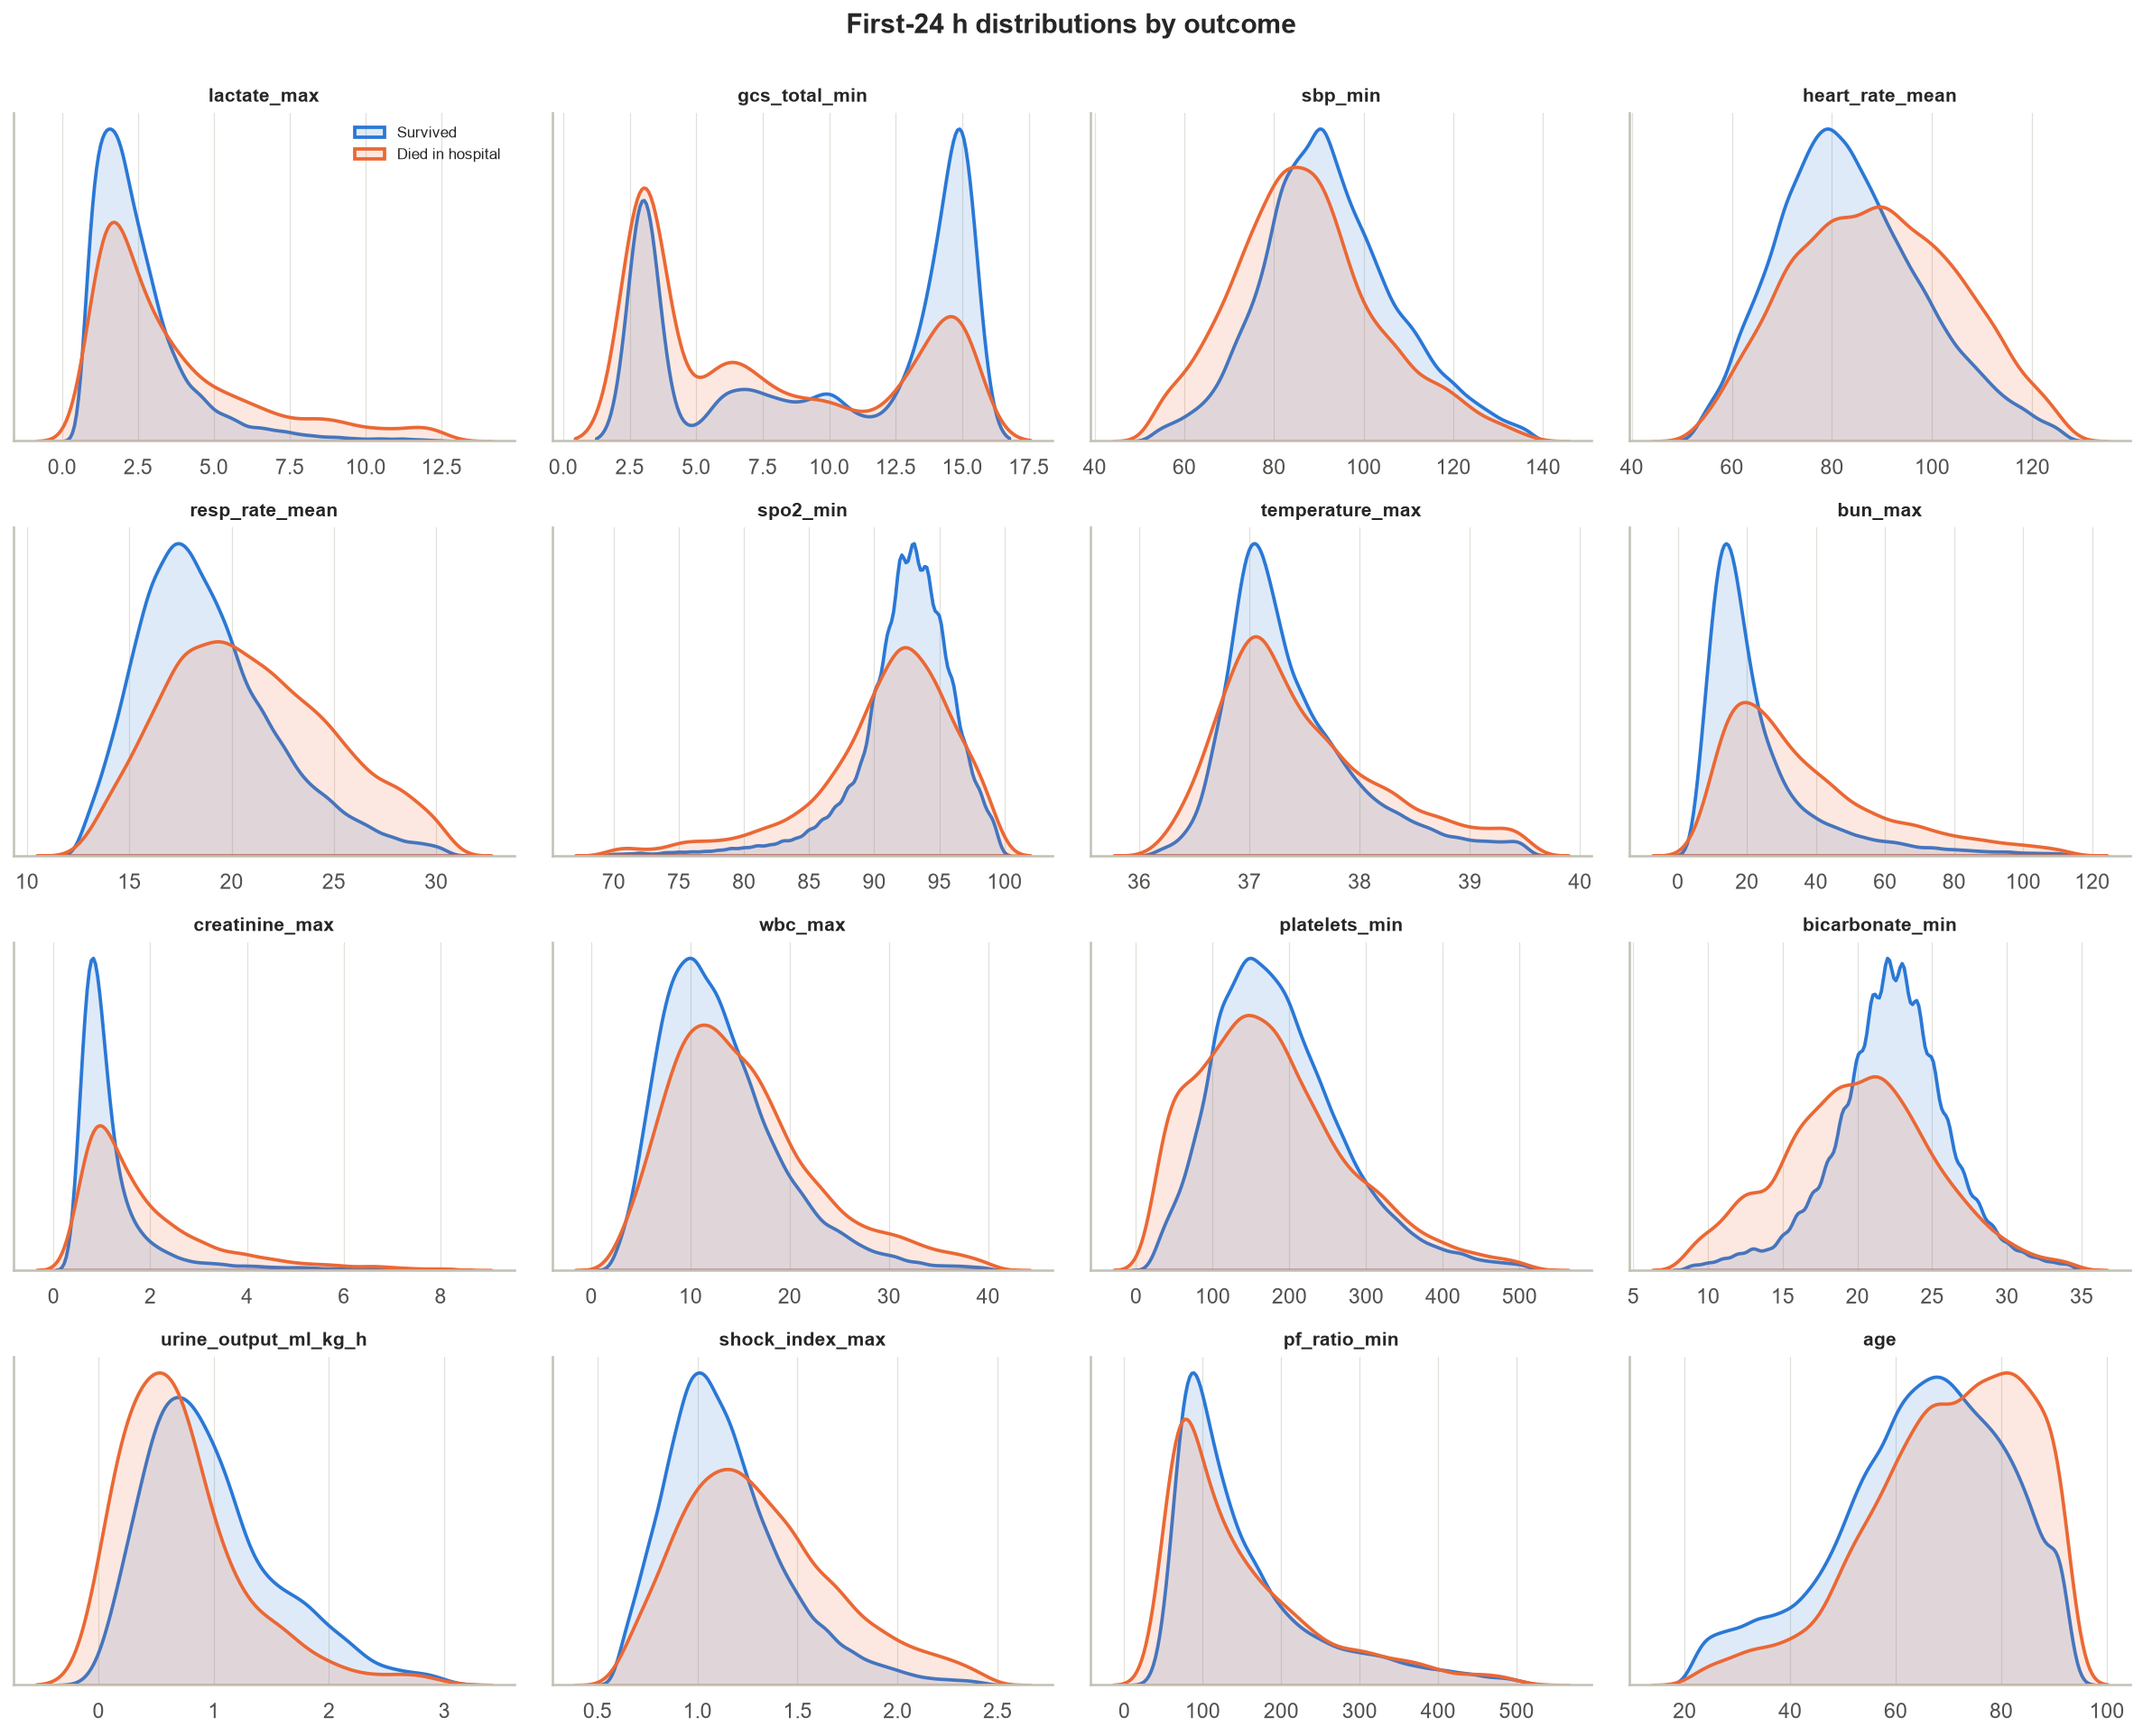 First-24 h distributions by outcome
lactate_max
gcs_total_min
sbp_min
heart_rate_mean
Survived
Died in hospital
0.0 2.5 5.0 7.5 10.0 12.5
0.0 2.5 5.0 7.5 10.0 12.5 15.0 17.5
40 60 80 100 120 140
40 60 80 100 120
resp_rate_mean
spo2_min
temperature_max
bun_max
10 15 20 25 30
70 75 80 85 90 95 100
36 37 38 39 40
0 20 40 60 80 100 120
creatinine_max
wbc_max
platelets_min
bicarbonate_min
0 2 4 6 8
0 10 20 30 40
0 100 200 300 400 500
5 10 15 20 25 30 35
urine_output_ml_kg_h
shock_index_max
pf_ratio_min
age
0 1 2 3
0.5 1.0 1.5 2.0 2.5
0 100 200 300 400 500
20 40 60 80 100